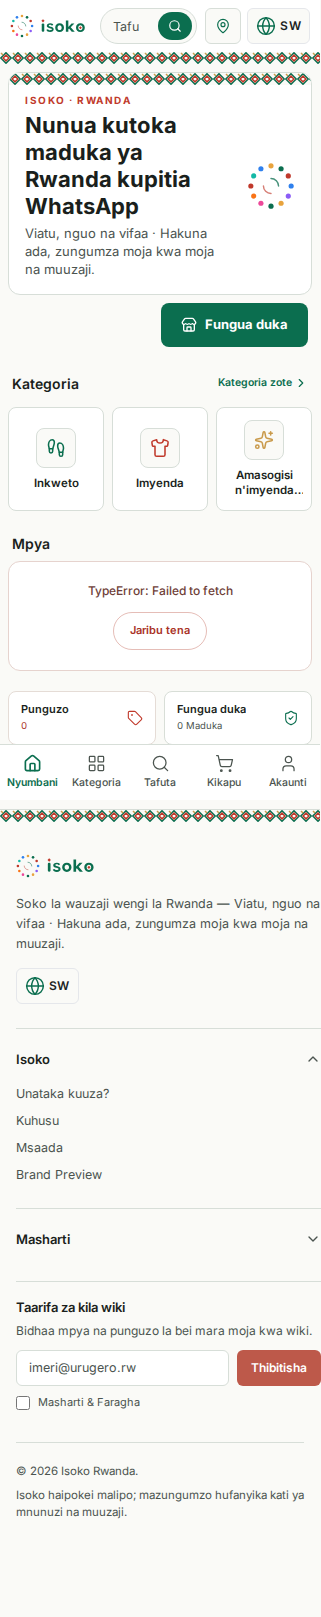 isoko
Tafu
SW
ISOKO · RWANDA
Nunua kutoka
maduka ya
Rwanda kupitia
WhatsApp
Viatu, nguo na vifaa · Hakuna
ada, zungumza moja kwa moja
na muuzaji.
Fungua duka
Kategoria
Kategoria zote
Inkweto
Imyenda
Amasogisi
n'imyenda...
Mpya
TypeError: Failed to fetch
Jaribu tena
Punguzo
0
Fungua duka
0 Maduka
Nyumbani
Kategoria
Tafuta
Kikapu
Akaunti
isoko
Soko la wauzaji wengi la Rwanda — Viatu, nguo na
vifaa · Hakuna ada, zungumza moja kwa moja na
muuzaji.
SW
Isoko
Unataka kuuza?
Kuhusu
Msaada
Brand Preview
Masharti
Taarifa za kila wiki
Bidhaa mpya na punguzo la bei mara moja kwa wiki.
imeri@urugero.rw
Thibitisha
Masharti & Faragha
© 2026 Isoko Rwanda.
Isoko haipokei malipo; mazungumzo hufanyika kati ya
mnunuzi na muuzaji.